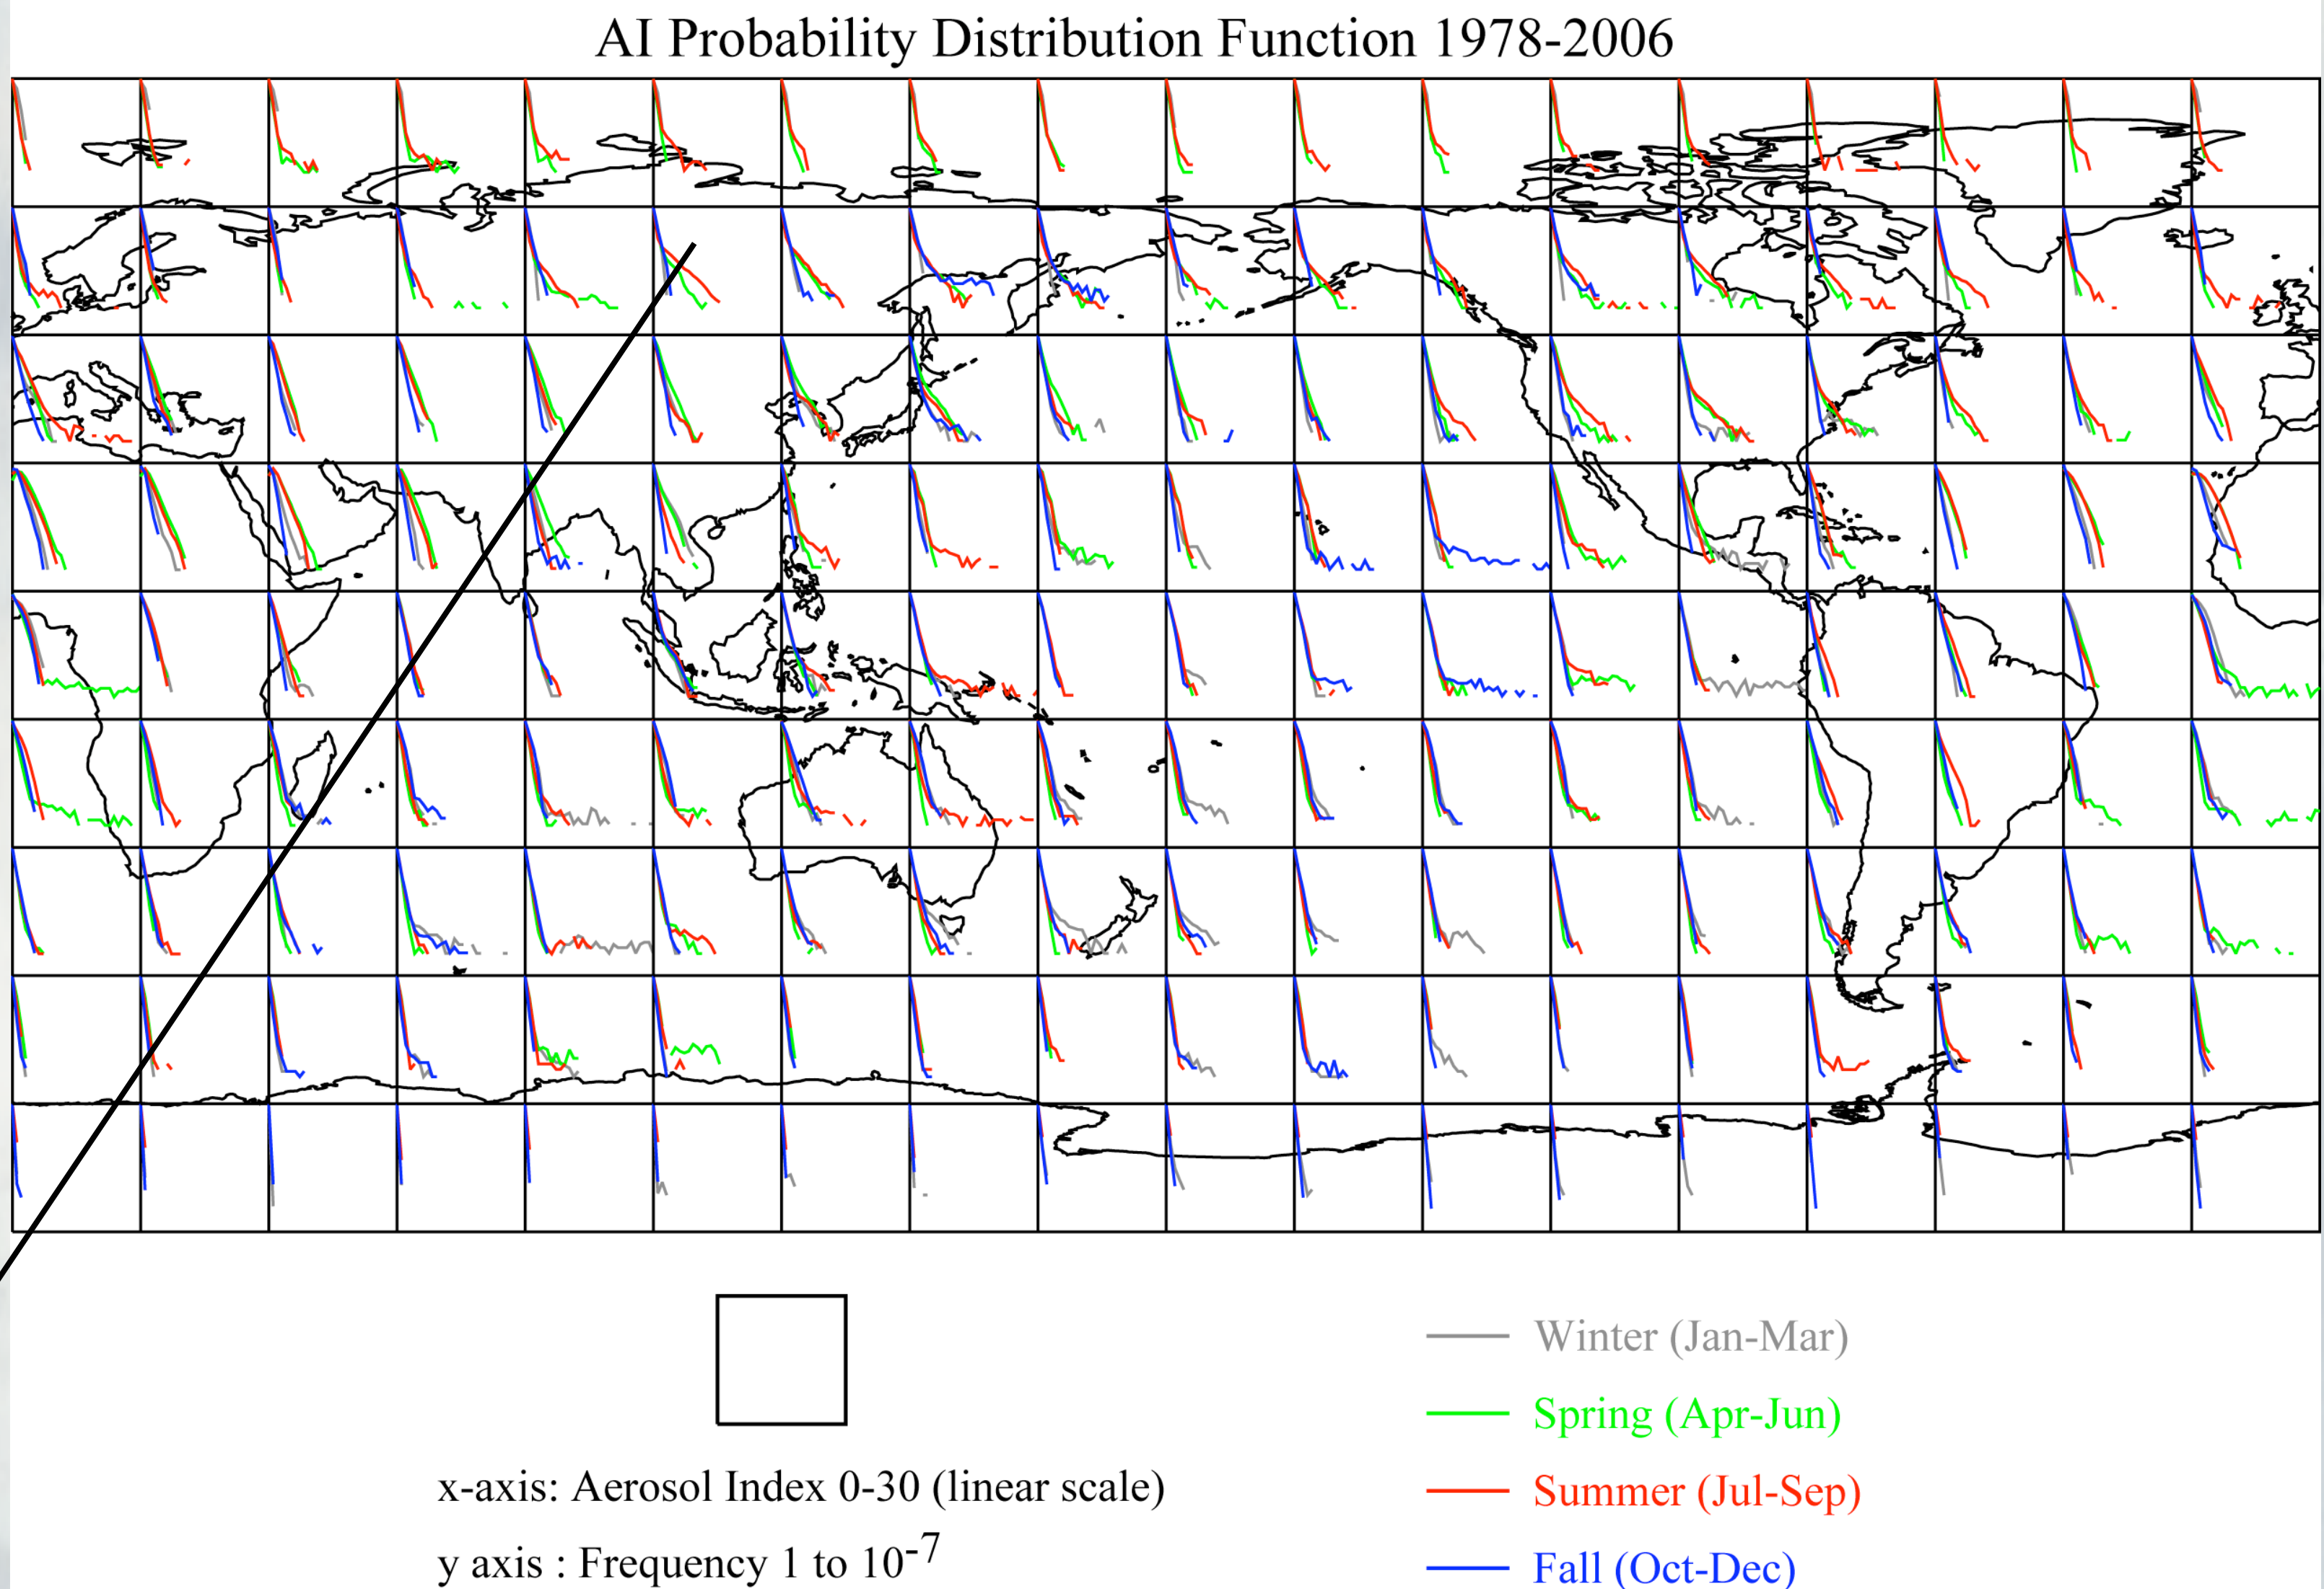 AI Probability Distribution Function 1978-2006
Winter (Jan-Mar)
Spring (Apr-Jun)
x-axis: Aerosol Index 0-30 (linear scale)
Summer (Jul-Sep)
y axis : Frequency 1 to 10-7
Fall (Oct-Dec)